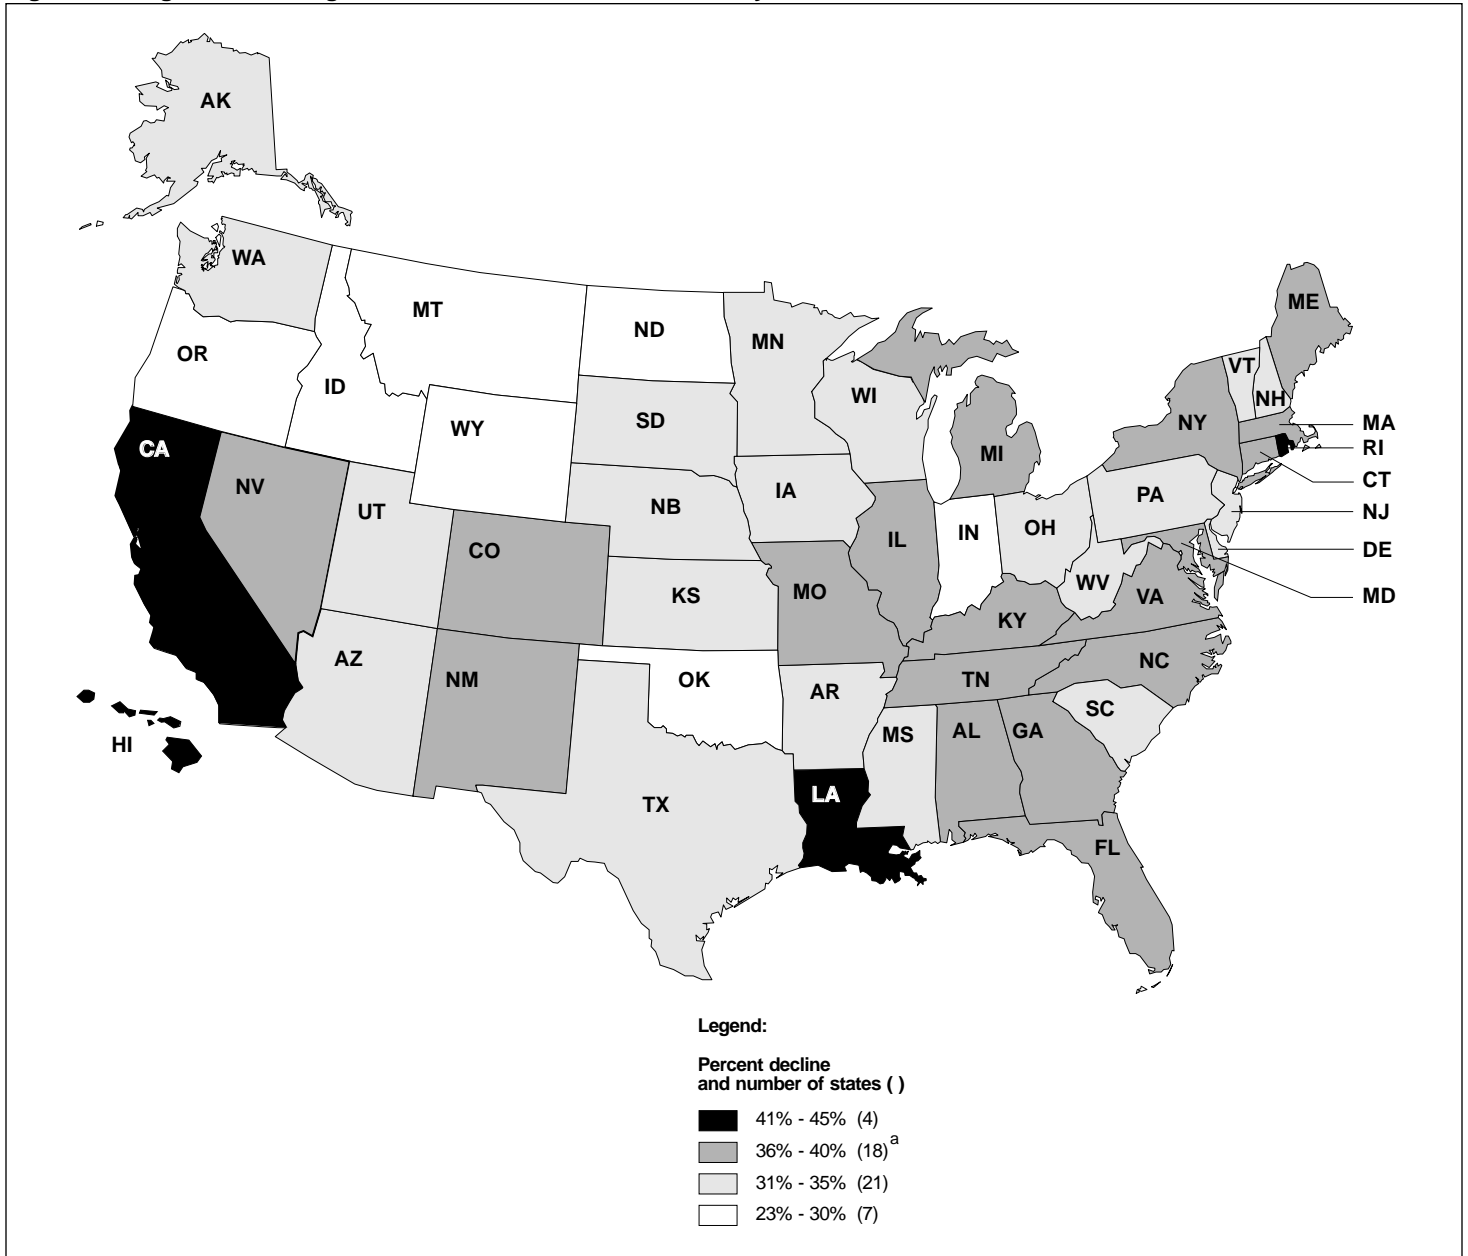 AK
WA
MT
ND
MN
ME
OR
ID
WY
SD
WI
MI
VT
NH
NY
MA
RI
CT
NJ
DE
MD
CA
NV
UT
CO
NB
IA
IL
IN
OH
PA
WV
VA
KS
MO
KY
AZ
NM
OK
AR
TN
NC
SC
HI
TX
LA
MS
AL
GA
FL
Legend:
Percent decline
and number of states ( )
41% - 45% (4)
36% - 40% (18) a
31% - 35% (21)
23% - 30% (7)